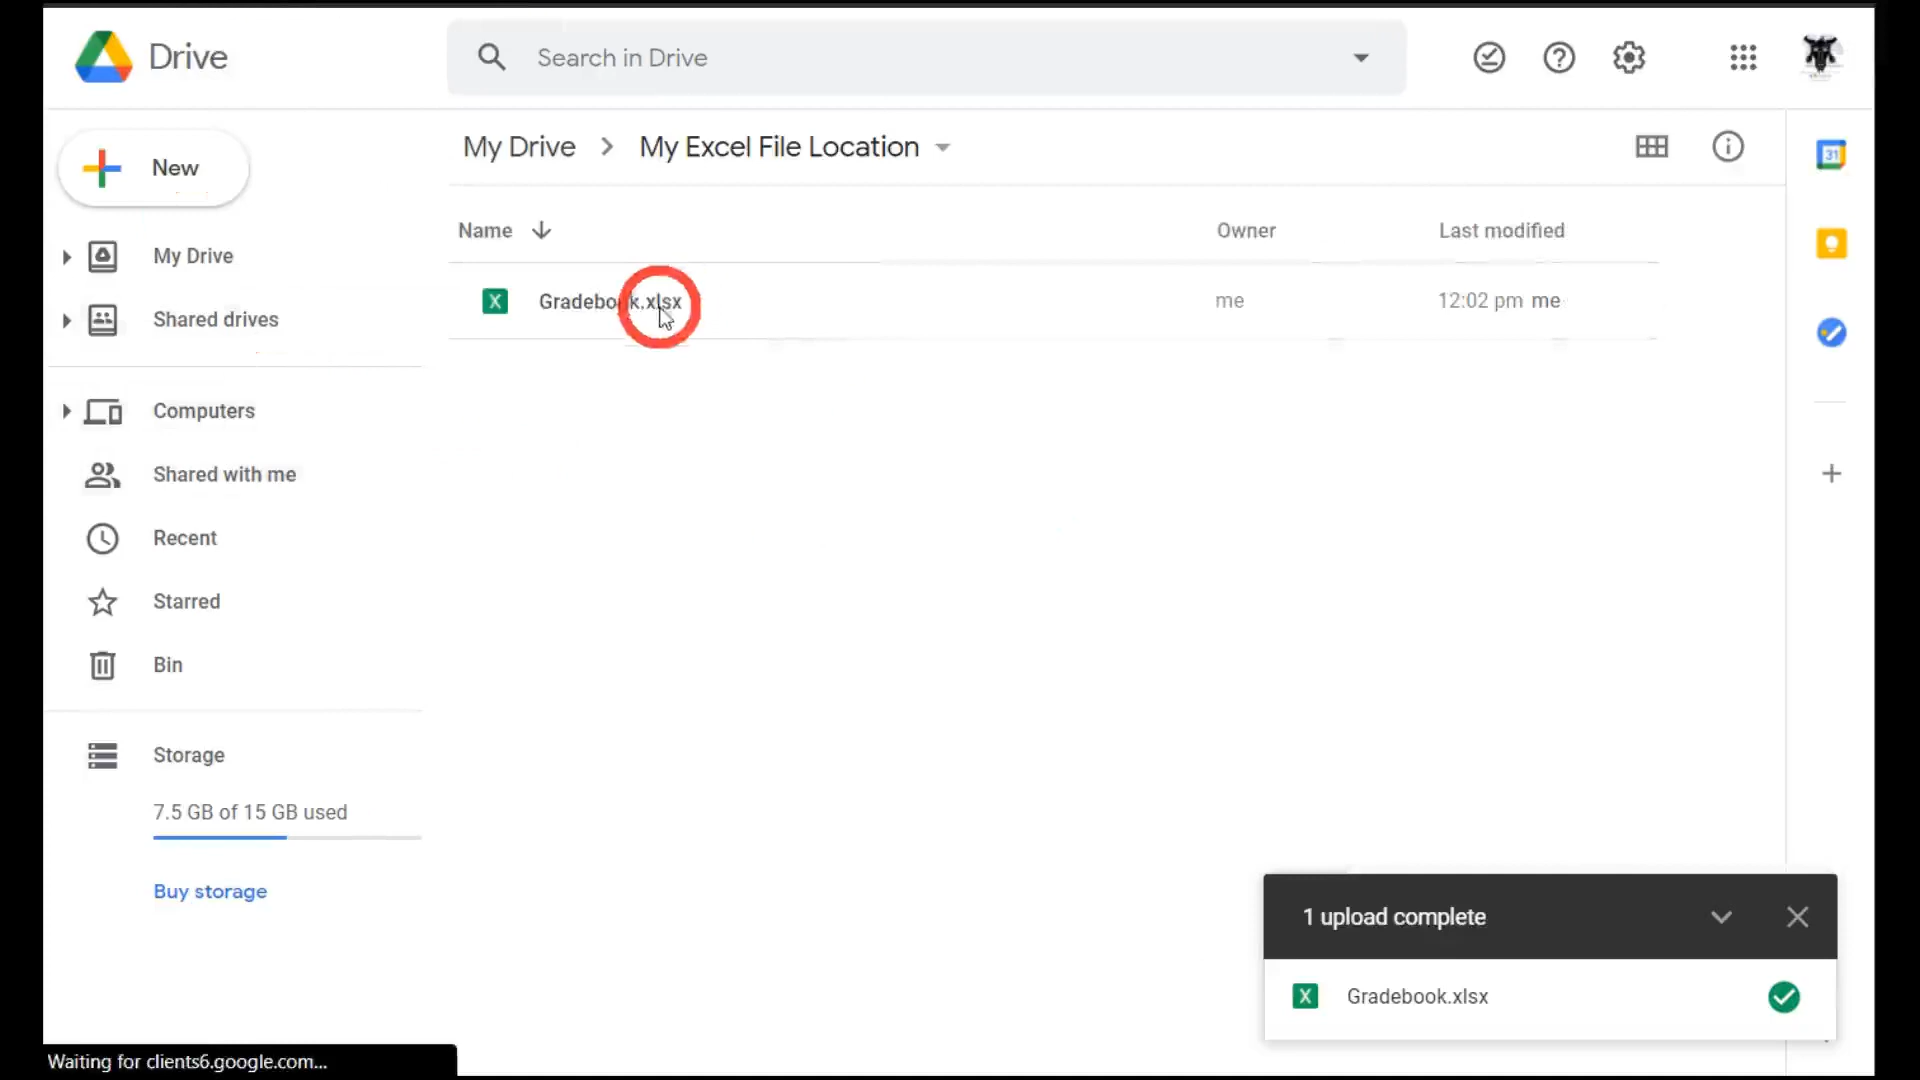 Drive
Search in Drive
New
My Drive
Shared drives
Computers
Shared with me
Recent
Starred
Bin
Storage
7.5 GB of 15 GB used
Buy storage
My Drive > My Excel File Location
Name Owner Last modified
X Gradebook.xlsx me 12:02 pm me
31
1 upload complete
X Gradebook.xlsx
Waiting for clients6.google.com...